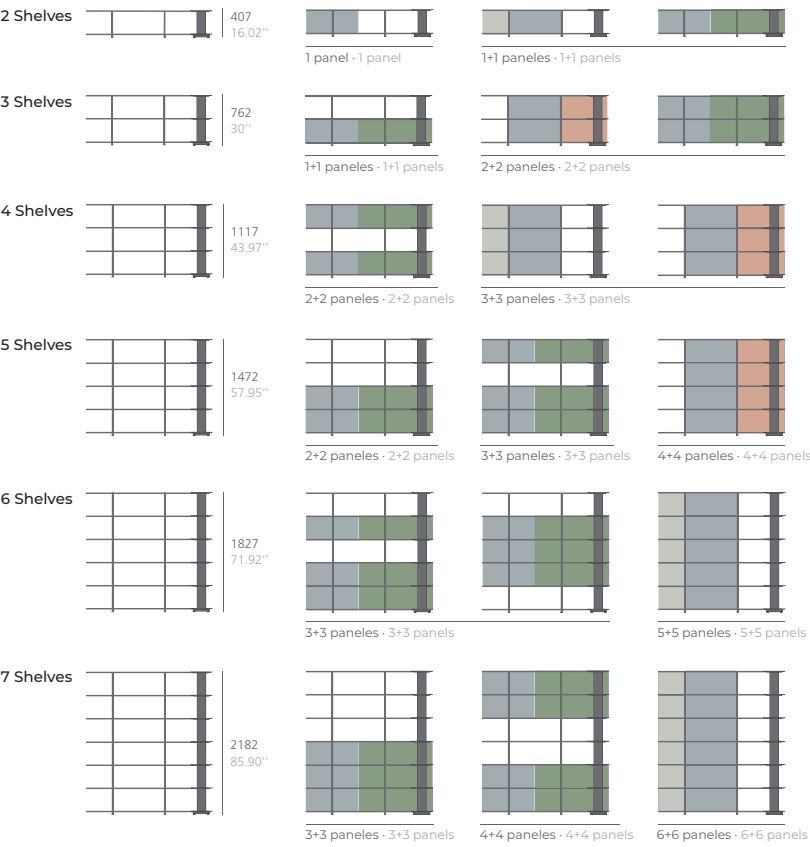 2 Shelves
407
16.02’’
1 panel · 1 panel
1+1 paneles · 1+1 panels
3 Shelves
762
30’’
1+1 paneles · 1+1 panels
2+2 paneles · 2+2 panels
4 Shelves
1117
43.97’’
2+2 paneles · 2+2 panels
3+3 paneles · 3+3 panels
5 Shelves
1472
57.95’’
2+2 paneles · 2+2 panels
3+3 paneles · 3+3 panels
4+4 paneles · 4+4 panels
6 Shelves
1827
71.92’’
3+3 paneles · 3+3 panels
5+5 paneles · 5+5 panels
7 Shelves
2182
85.90’’
3+3 paneles · 3+3 panels
4+4 paneles · 4+4 panels
6+6 paneles · 6+6 panels